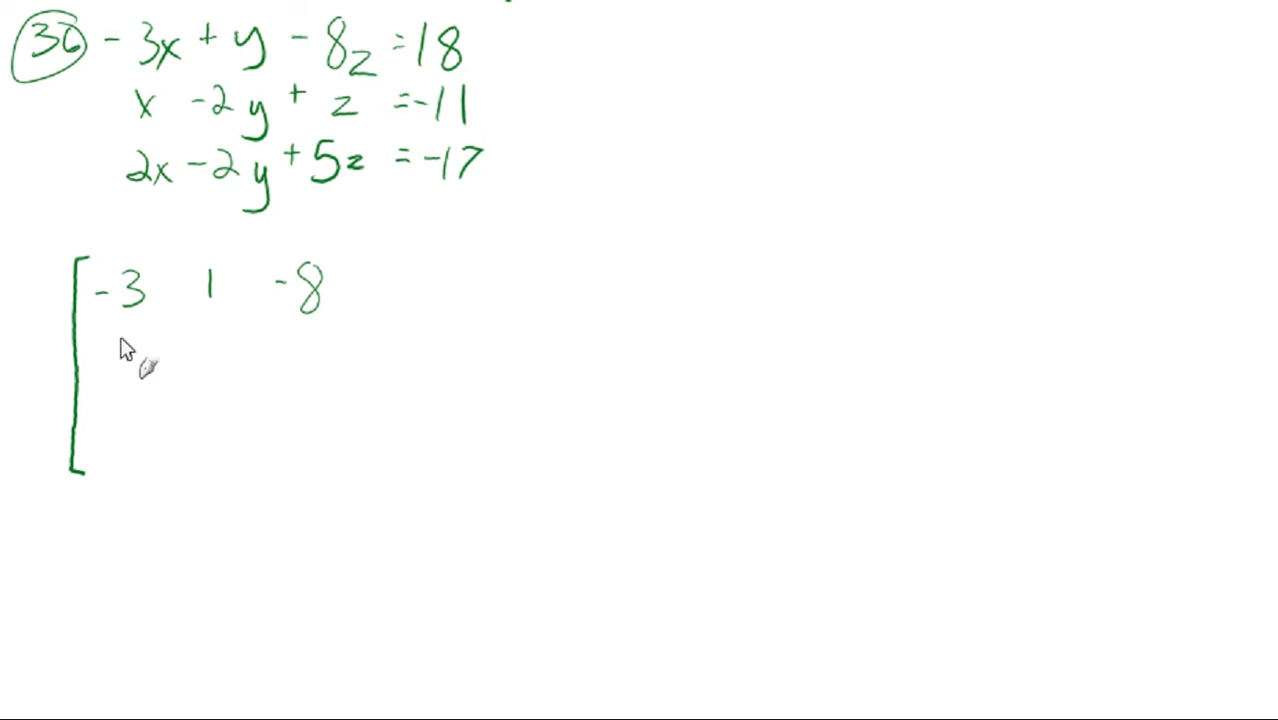 36 -3x + y - 8z = 18
x - 2y + z = -11
2x - 2y + 5z = -17
[ -3 1 -8